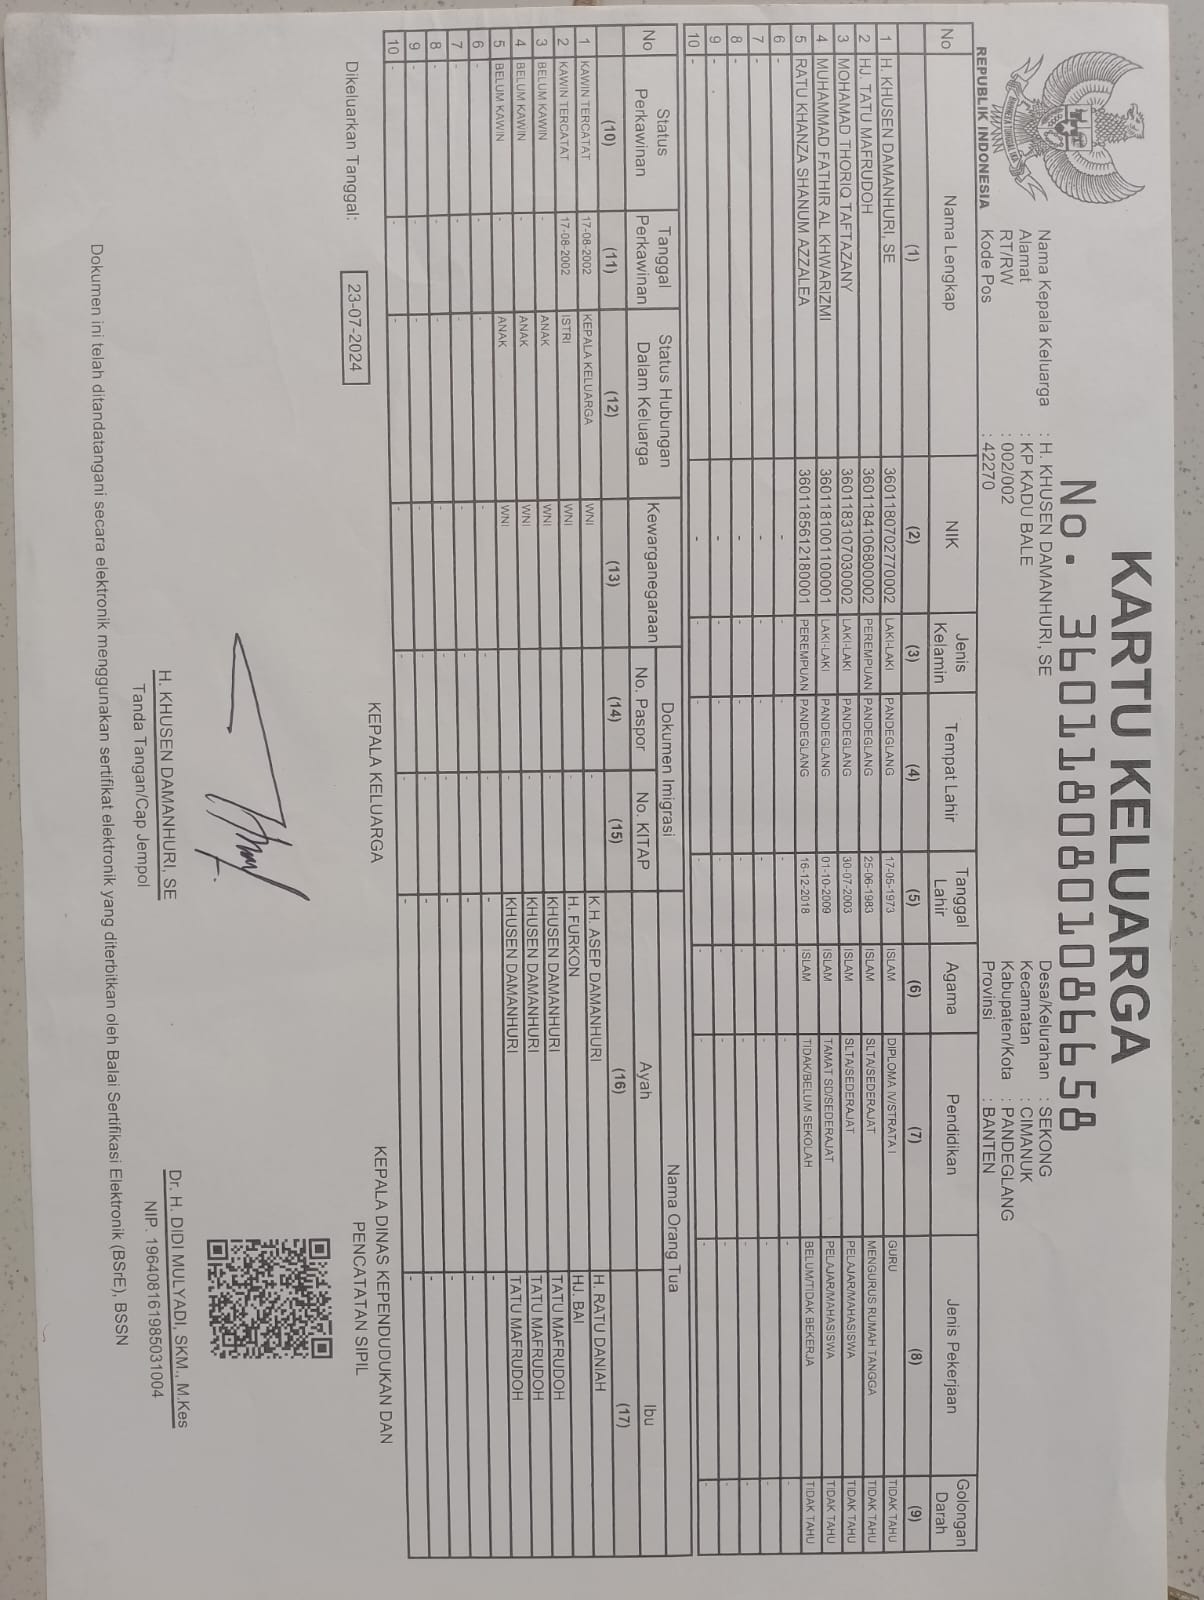 KARTU KELUARGA
No. 3601180801086658
REPUBLIK INDONESIA
Nama Kepala Keluarga : H. KHUSEN DAMANHURI, SE
Alamat : KP KADU BALE
RT/RW : 002/002
Kode Pos : 42270
Desa/Kelurahan : SEKONG
Kecamatan : CIMANUK
Kabupaten/Kota : PANDEGLANG
Provinsi : BANTEN
No Nama Lengkap NIK Jenis Kelamin Tempat Lahir Tanggal Lahir Agama Pendidikan Jenis Pekerjaan Golongan Darah
(1) (2) (3) (4) (5) (6) (7) (8) (9)
1 H. KHUSEN DAMANHURI, SE 3601180702770002 LAKI-LAKI PANDEGLANG 17-05-1973 ISLAM DIPLOMA IV/STRATA I GURU TIDAK TAHU
2 HJ. TATU MAFRUDOH 3601184106800002 PEREMPUAN PANDEGLANG 25-06-1983 ISLAM SLTA/SEDERAJAT MENGURUS RUMAH TANGGA TIDAK TAHU
3 MOHAMAD THORIQ TAFTAZANY 3601183107030002 LAKI-LAKI PANDEGLANG 30-07-2003 ISLAM SLTA/SEDERAJAT PELAJAR/MAHASISWA TIDAK TAHU
4 MUHAMMAD FATHIR AL KHWARIZMI 3601181001100001 LAKI-LAKI PANDEGLANG 01-10-2009 ISLAM TAMAT SD/SEDERAJAT PELAJAR/MAHASISWA TIDAK TAHU
5 RATU KHANZA SHANUM AZZALEA 3601185612180001 PEREMPUAN PANDEGLANG 16-12-2018 ISLAM TIDAK/BELUM SEKOLAH BELUM/TIDAK BEKERJA TIDAK TAHU
6 - - - - - - - - -
7 - - - - - - - - -
8 - - - - - - - - -
9 - - - - - - - - -
10 - - - - - - - - -
No Status Perkawinan Tanggal Perkawinan Status Hubungan Dalam Keluarga Kewarganegaraan Dokumen Imigrasi Nama Orang Tua
No. Paspor No. KITAP Ayah Ibu
(10) (11) (12) (13) (14) (15) (16) (17)
1 KAWIN TERCATAT 17-08-2002 KEPALA KELUARGA WNI - K.H. ASEP DAMANHURI H. RATU DANIAH
2 KAWIN TERCATAT 17-08-2002 ISTRI WNI - H. FURKON HJ. BAI
3 BELUM KAWIN - ANAK WNI - KHUSEN DAMANHURI TATU MAFRUDOH
4 BELUM KAWIN - ANAK WNI - KHUSEN DAMANHURI TATU MAFRUDOH
5 BELUM KAWIN - ANAK WNI - KHUSEN DAMANHURI TATU MAFRUDOH
6 - - - - - - - -
7 - - - - - - - -
8 - - - - - - - -
9 - - - - - - - -
10 - - - - - - - -
Dikeluarkan Tanggal : 23-07-2024
KEPALA KELUARGA
H. KHUSEN DAMANHURI, SE
Tanda Tangan/Cap Jempol
KEPALA DINAS KEPENDUDUKAN DAN
PENCATATAN SIPIL
Dr. H. DIDI MULYADI, SKM., M.Kes
NIP. 196408161985031004
Dokumen ini telah ditandatangani secara elektronik menggunakan sertifikat elektronik yang diterbitkan oleh Balai Sertifikasi Elektronik (BSrE), BSSN